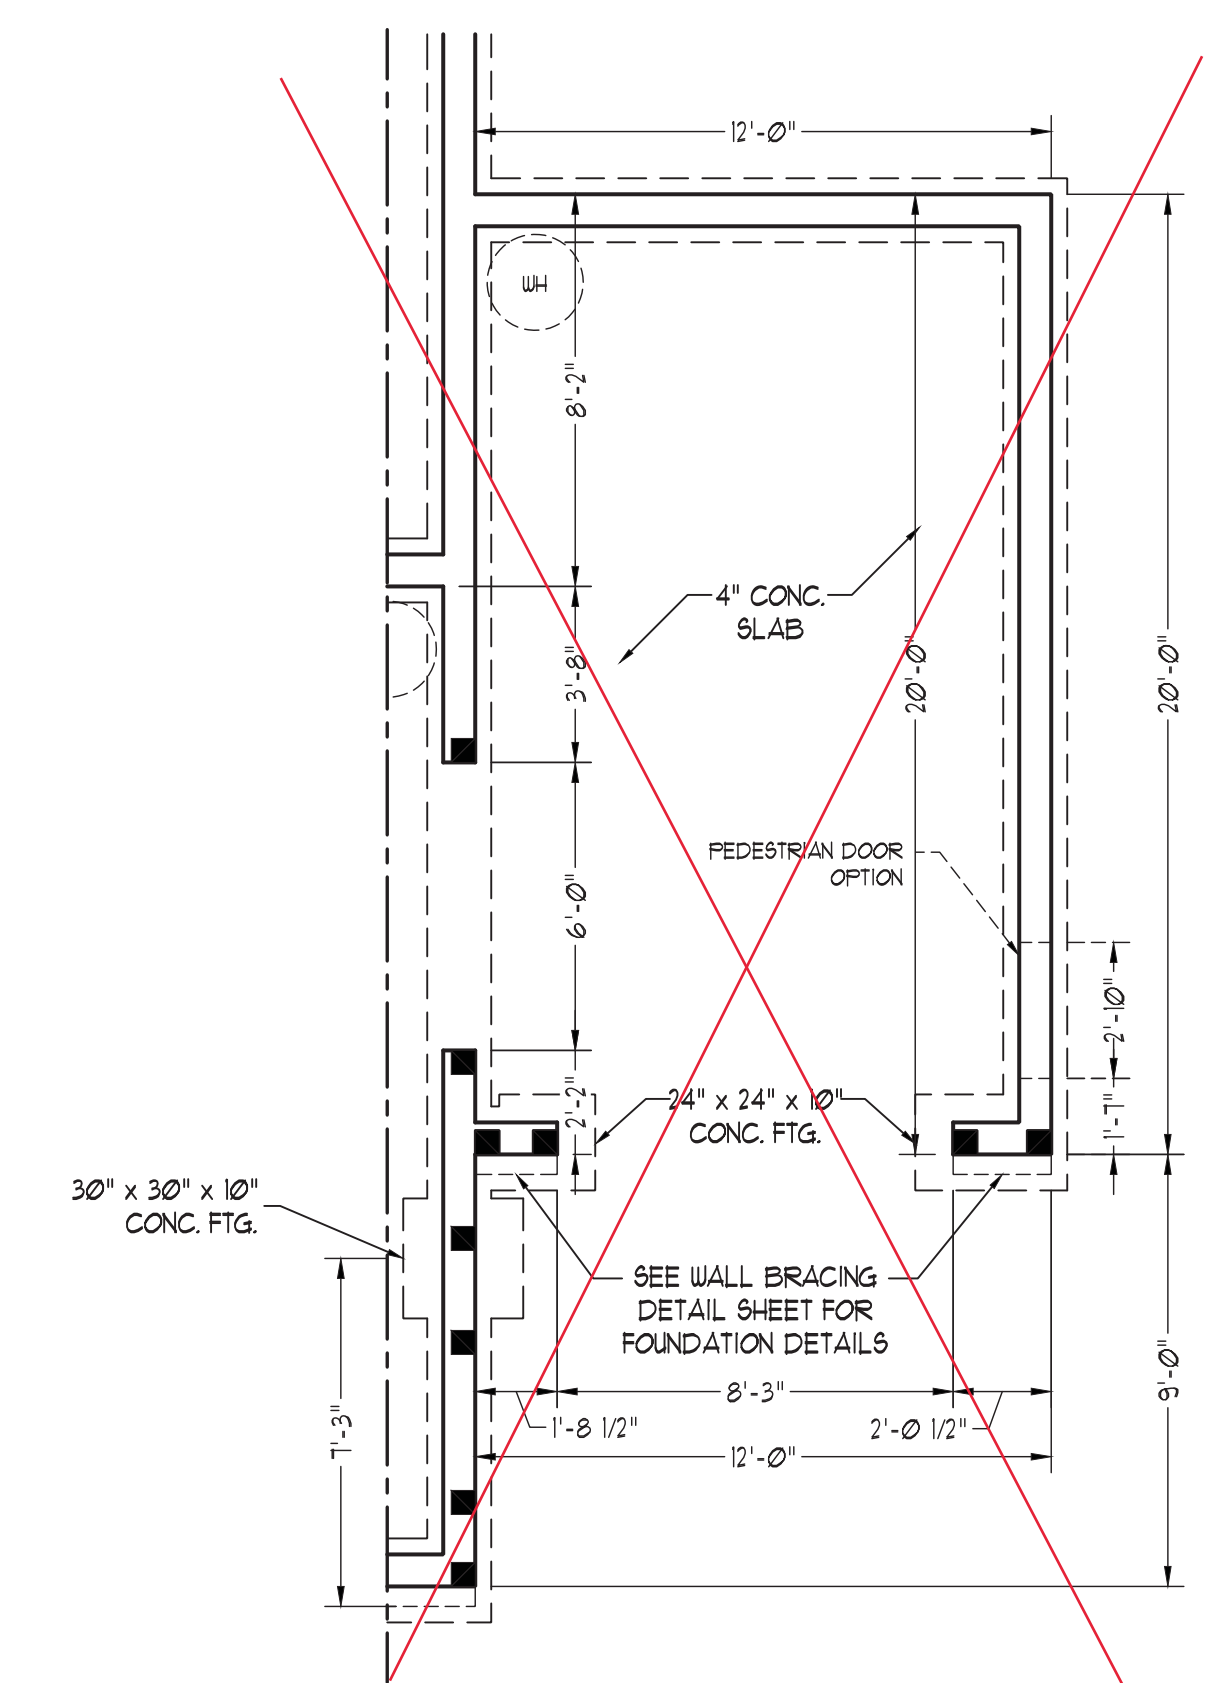 12'-0"
WH
8'-2"
4" CONC.
SLAB
3'-8"
20'-0"
20'-0"
PEDESTRIAN DOOR
OPTION
6'-0"
2'-10"
24" x 24" x 10"
CONC. FTG.
2'-2"
1'-7"
30" x 30" x 10"
CONC. FTG.
SEE WALL BRACING
DETAIL SHEET FOR
FOUNDATION DETAILS
8'-3"
9'-0"
7'-3"
1'-8 1/2"
2'-0 1/2"
12'-0"